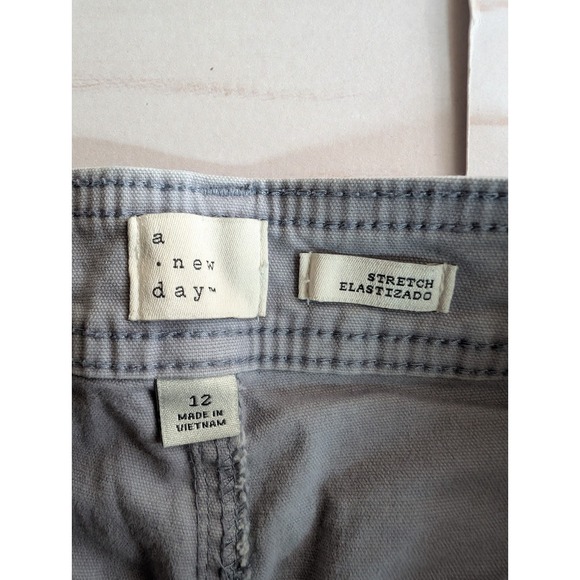 a
· new
day™
STRETCH
ELASTIZADO
12
MADE IN
VIETNAM